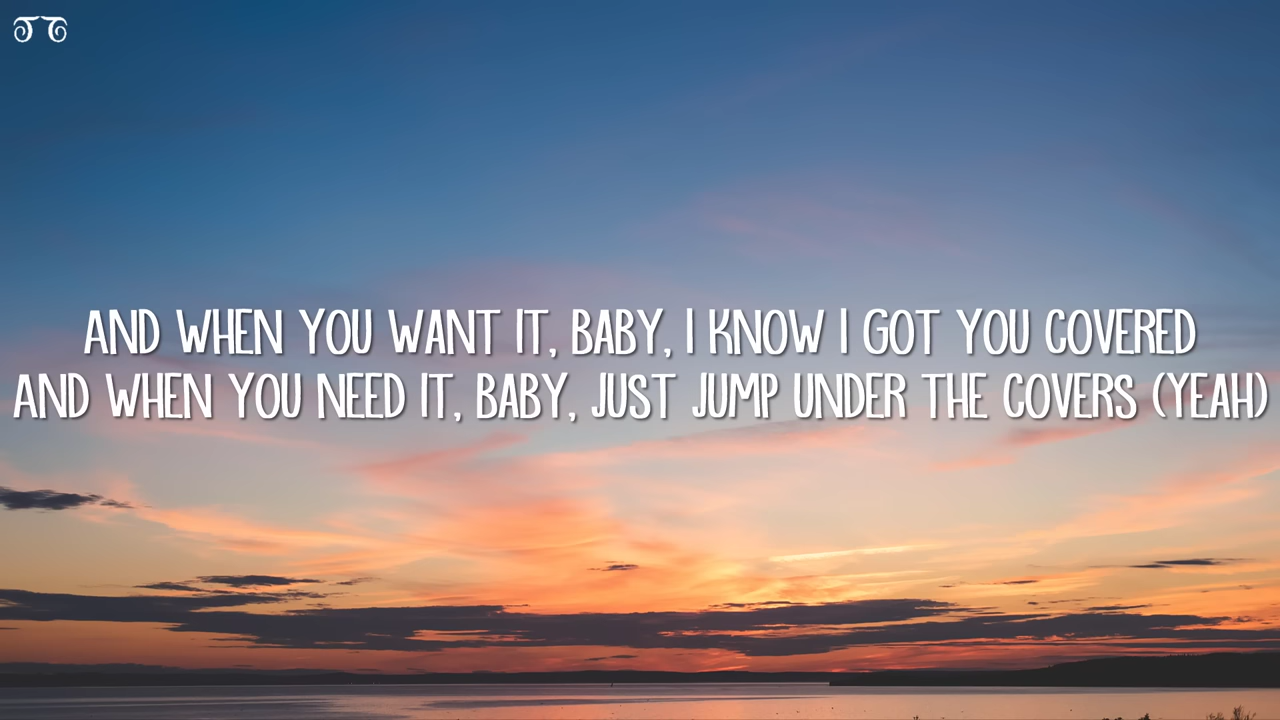 AND WHEN YOU WANT IT, BABY, I KNOW I GOT YOU COVERED
AND WHEN YOU NEED IT, BABY, JUST JUMP UNDER THE COVERS (YEAH)